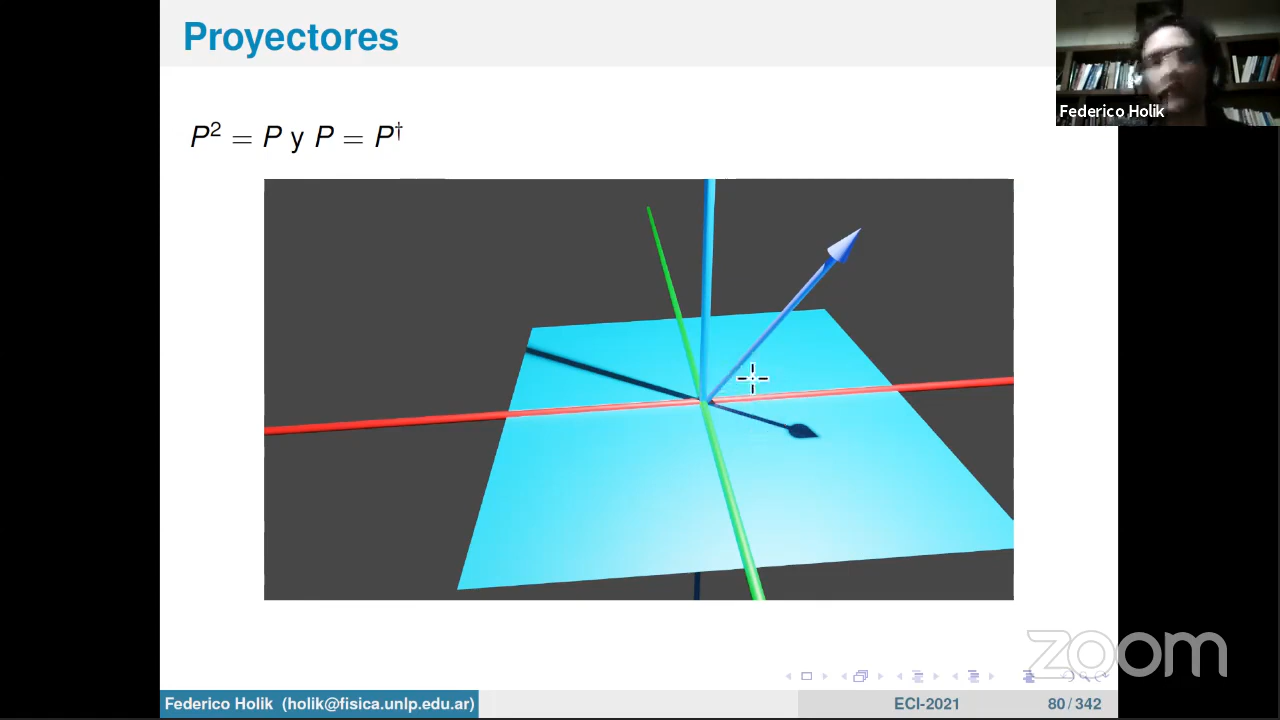 Proyectores
Federico Holik
P² = P y P = P†
zoom
Federico Holik (holik@fisica.unlp.edu.ar)
ECI-2021
80/342